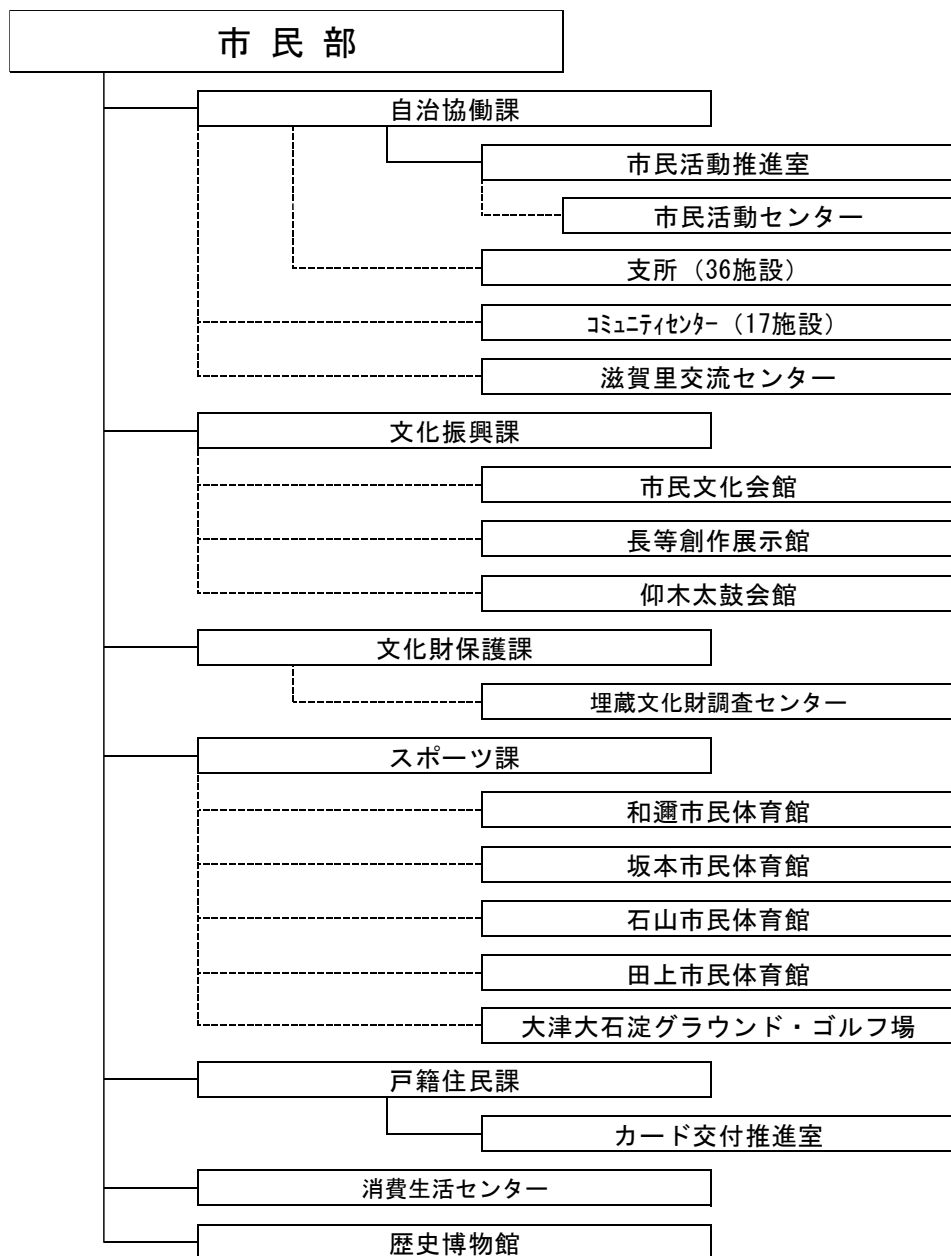 市民部
自治協働課
市民活動推進室
市民活動センター
支所（36施設）
ｺﾐｭﾆﾃｨｾﾝﾀｰ（17施設）
滋賀里交流センター
文化振興課
市民文化会館
長等創作展示館
仰木太鼓会館
文化財保護課
埋蔵文化財調査センター
スポーツ課
和邇市民体育館
坂本市民体育館
石山市民体育館
田上市民体育館
大津大石淀グラウンド・ゴルフ場
戸籍住民課
カード交付推進室
消費生活センター
歴史博物館